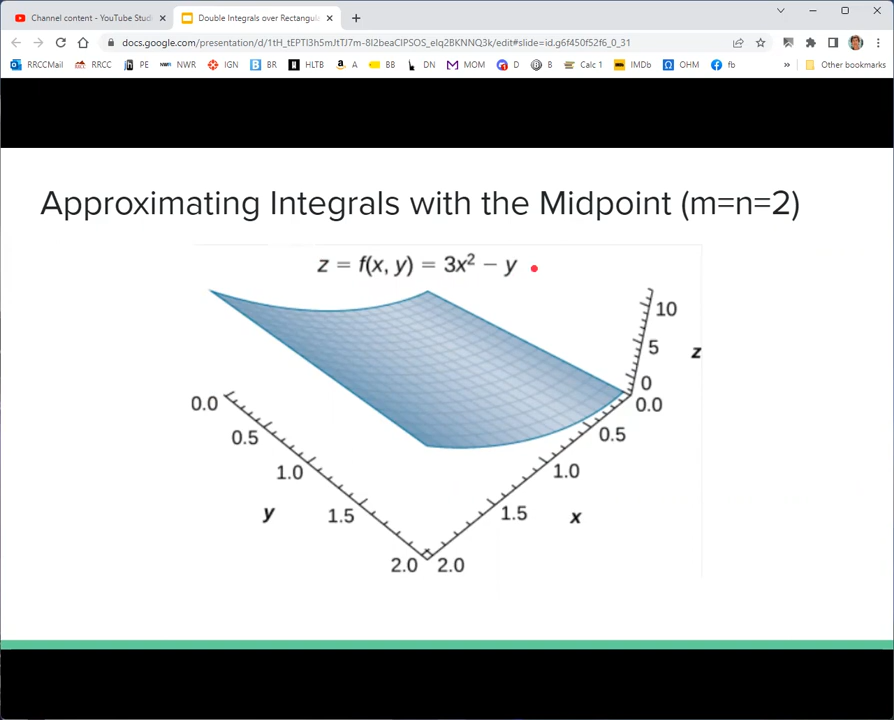 Channel content - YouTube Studi
Double Integrals over Rectangula
docs.google.com/presentation/d/1tH_tEPTI3h5mJtTJ7m-8I2beaCIPSOS_elq2BKNNQ3k/edit#slide=id.g6f450f52f6_0_31
RRCCMail RRCC PE NWR IGN BR HLTB A BB DN MOM D B Calc 1 IMDb OHM fb » Other bookmarks
Approximating Integrals with the Midpoint (m=n=2)
z = f(x, y) = 3x² − y
10
5
z
0
0.0
0.0
0.5
0.5
1.0
1.0
y
1.5
1.5
x
2.0
2.0